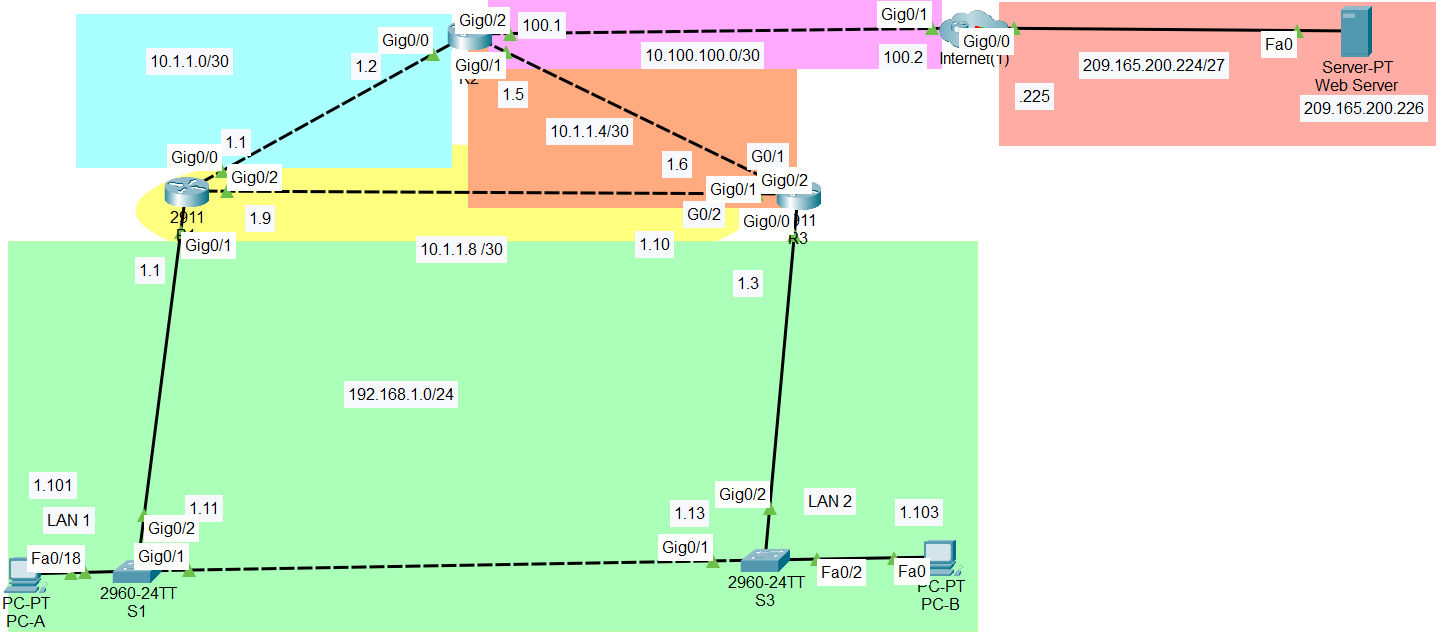 Gig0/2
100.1
Gig0/1
Gig0/0
10.1.1.0/30
1.2
Gig0/1
R2
10.100.100.0/30
100.2
Gig0/0
Internet(1)
209.165.200.224/27
Fa0
Server-PT
Web Server
209.165.200.226
.225
1.5
10.1.1.4/30
1.1
Gig0/0
Gig0/2
1.6
G0/1
Gig0/1
Gig0/2
2911
R1
1.9
G0/2
Gig0/0
911
R3
Gig0/1
10.1.1.8 /30
1.10
1.1
1.3
192.168.1.0/24
1.101
LAN 1
1.11
Gig0/2
Fa0/18
Gig0/1
PC-PT
PC-A
2960-24TT
S1
Gig0/2
LAN 2
1.13
1.103
Gig0/1
Fa0/2
Fa0
2960-24TT
S3
PC-PT
PC-B